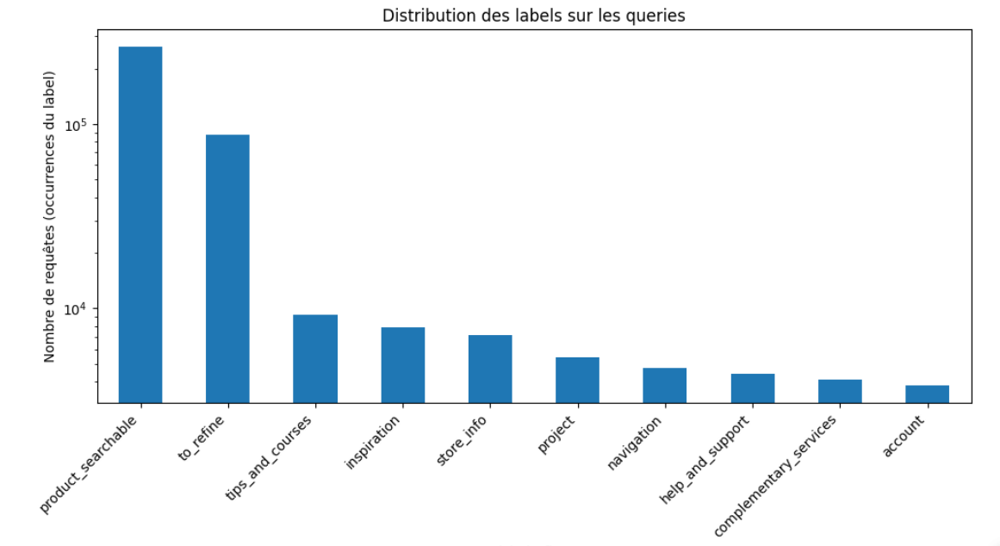 Distribution des labels sur les queries
Nombre de requêtes (occurrences du label)
10^5
10^4
product_searchable
to_refine
tips_and_courses
inspiration
store_info
project
navigation
help_and_support
complementary_services
account